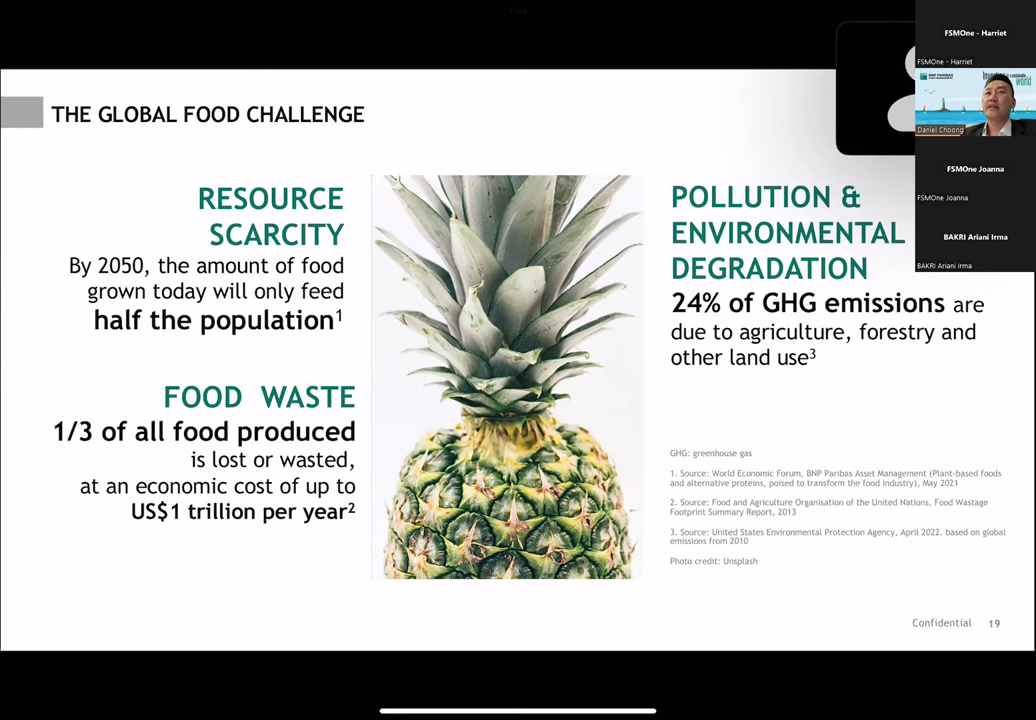 THE GLOBAL FOOD CHALLENGE
RESOURCE
SCARCITY
By 2050, the amount of food
grown today will only feed
half the population1
FOOD WASTE
1/3 of all food produced
is lost or wasted,
at an economic cost of up to
US$1 trillion per year2
POLLUTION &
ENVIRONMENTAL
DEGRADATION
24% of GHG emissions are
due to agriculture, forestry and
other land use3
GHG: greenhouse gas
1. Source: World Economic Forum, BNP Paribas Asset Management (Plant-based foods
and alternative proteins, poised to transform the food industry), May 2021
2. Source: Food and Agriculture Organisation of the United Nations, Food Wastage
Footprint Summary Report, 2013
3. Source: United States Environmental Protection Agency, April 2022. based on global
emissions from 2010
Photo credit: Unsplash
Confidential 19
FSMOne - Harriet
FSMOne - Harriet
BNP PARIBAS
world
Daniel Choong
FSMOne Joanna
FSMOne Joanna
BAKRI Ariani Irma
BAKRI Ariani Irma